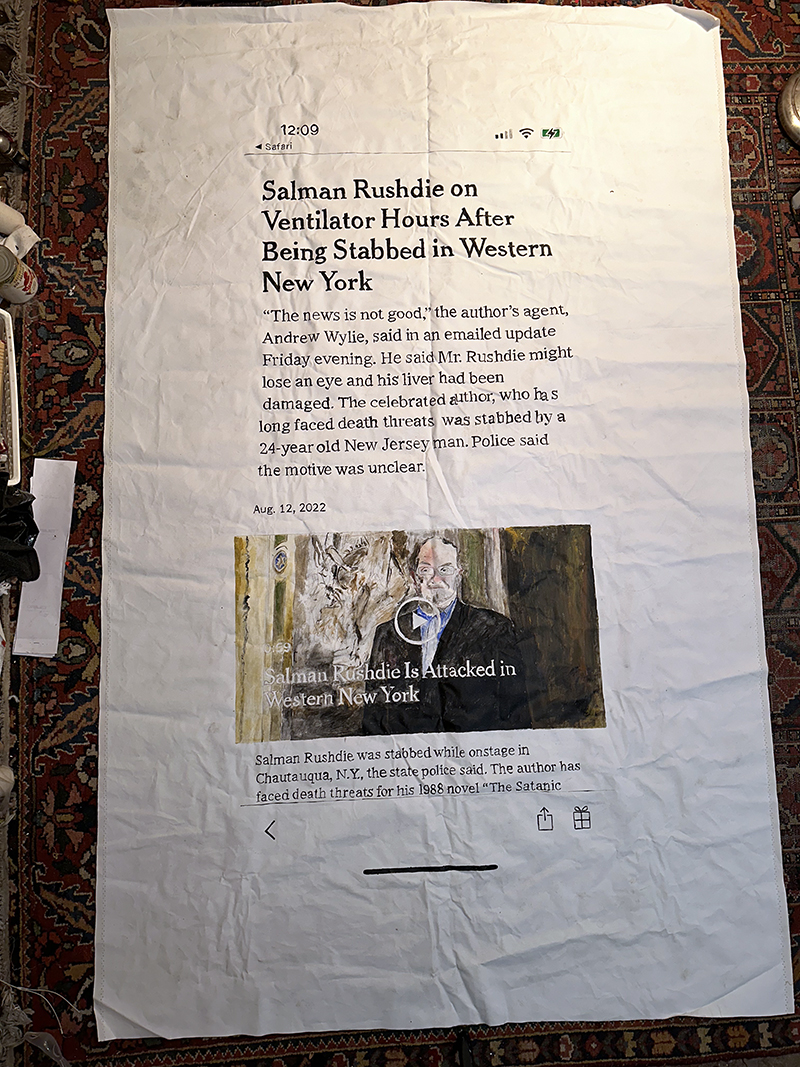 12:09
◀ Safari
Salman Rushdie on
Ventilator Hours After
Being Stabbed in Western
New York
“The news is not good,” the author’s agent,
Andrew Wylie, said in an emailed update
Friday evening. He said Mr. Rushdie might
lose an eye and his liver had been
damaged. The celebrated author, who has
long faced death threats was stabbed by a
24-year old New Jersey man. Police said
the motive was unclear.
Aug. 12, 2022
0:59
Salman Rushdie Is Attacked in
Western New York
Salman Rushdie was stabbed while onstage in
Chautauqua, N.Y., the state police said. The author has
faced death threats for his 1988 novel “The Satanic